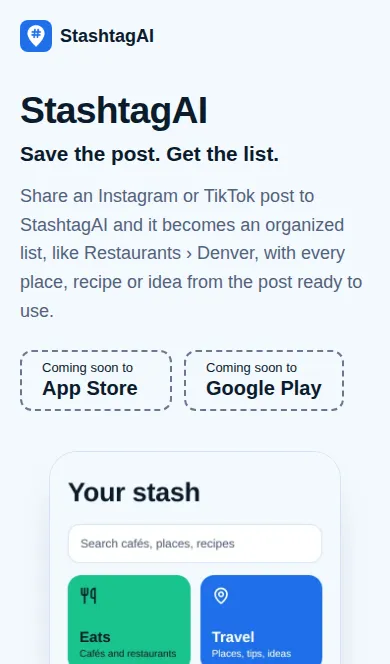 StashtagAI
StashtagAI
Save the post. Get the list.
Share an Instagram or TikTok post to
StashtagAI and it becomes an organized
list, like Restaurants › Denver, with every
place, recipe or idea from the post ready to
use.
Coming soon to
App Store
Coming soon to
Google Play
Your stash
Search cafés, places, recipes
Eats
Cafés and restaurants
Travel
Places, tips, ideas